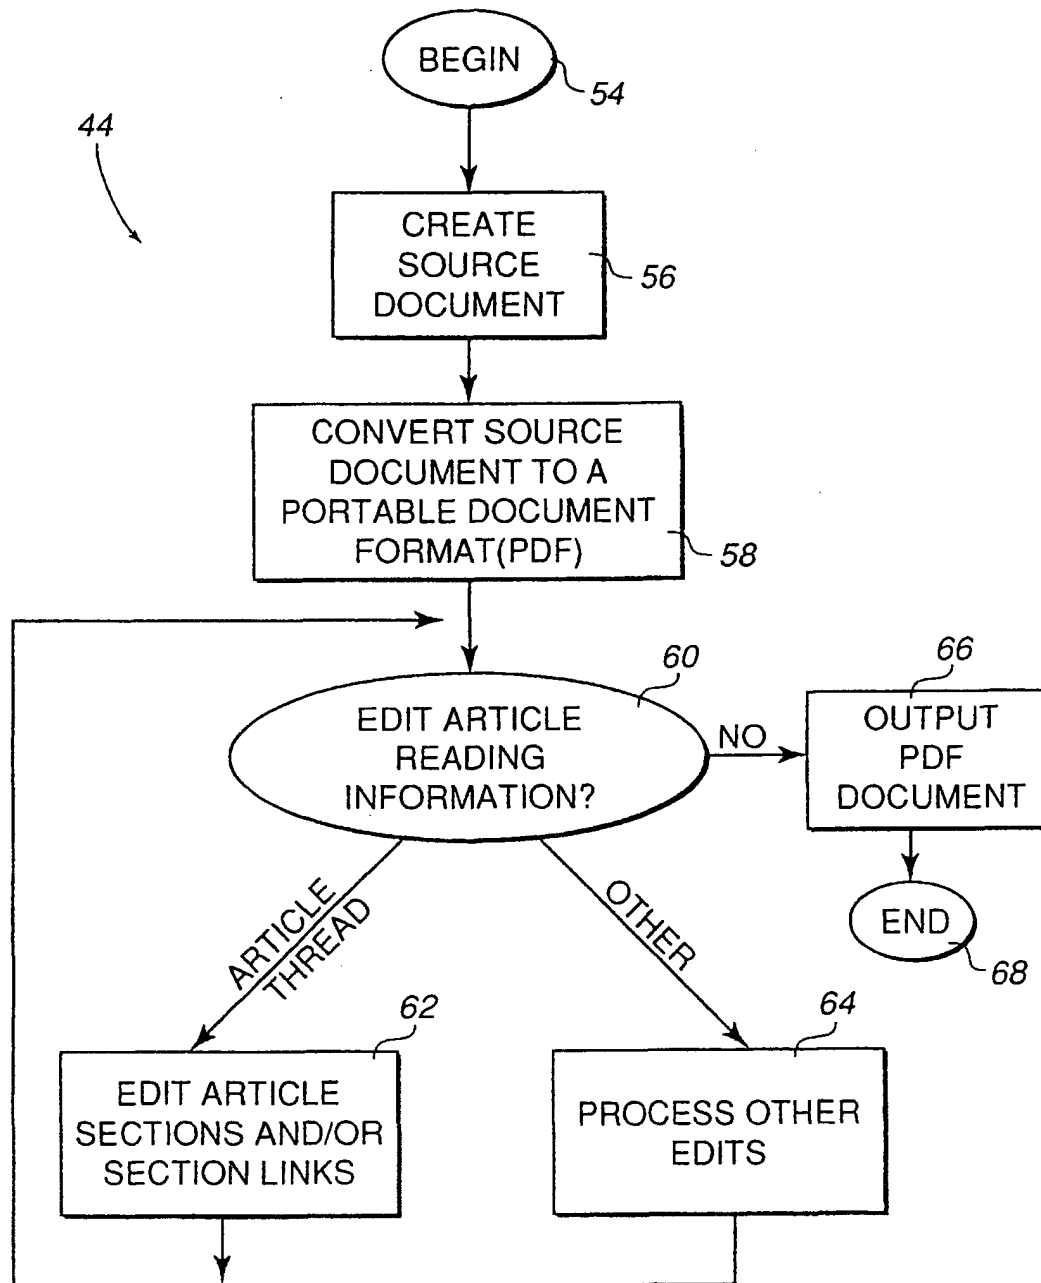 BEGIN
54
44
CREATE
SOURCE
DOCUMENT
56
CONVERT SOURCE
DOCUMENT TO A
PORTABLE DOCUMENT
FORMAT(PDF)
58
60
EDIT ARTICLE
READING
INFORMATION?
NO
66
OUTPUT
PDF
DOCUMENT
END
68
ARTICLE
THREAD
OTHER
62
EDIT ARTICLE
SECTIONS AND/OR
SECTION LINKS
64
PROCESS OTHER
EDITS